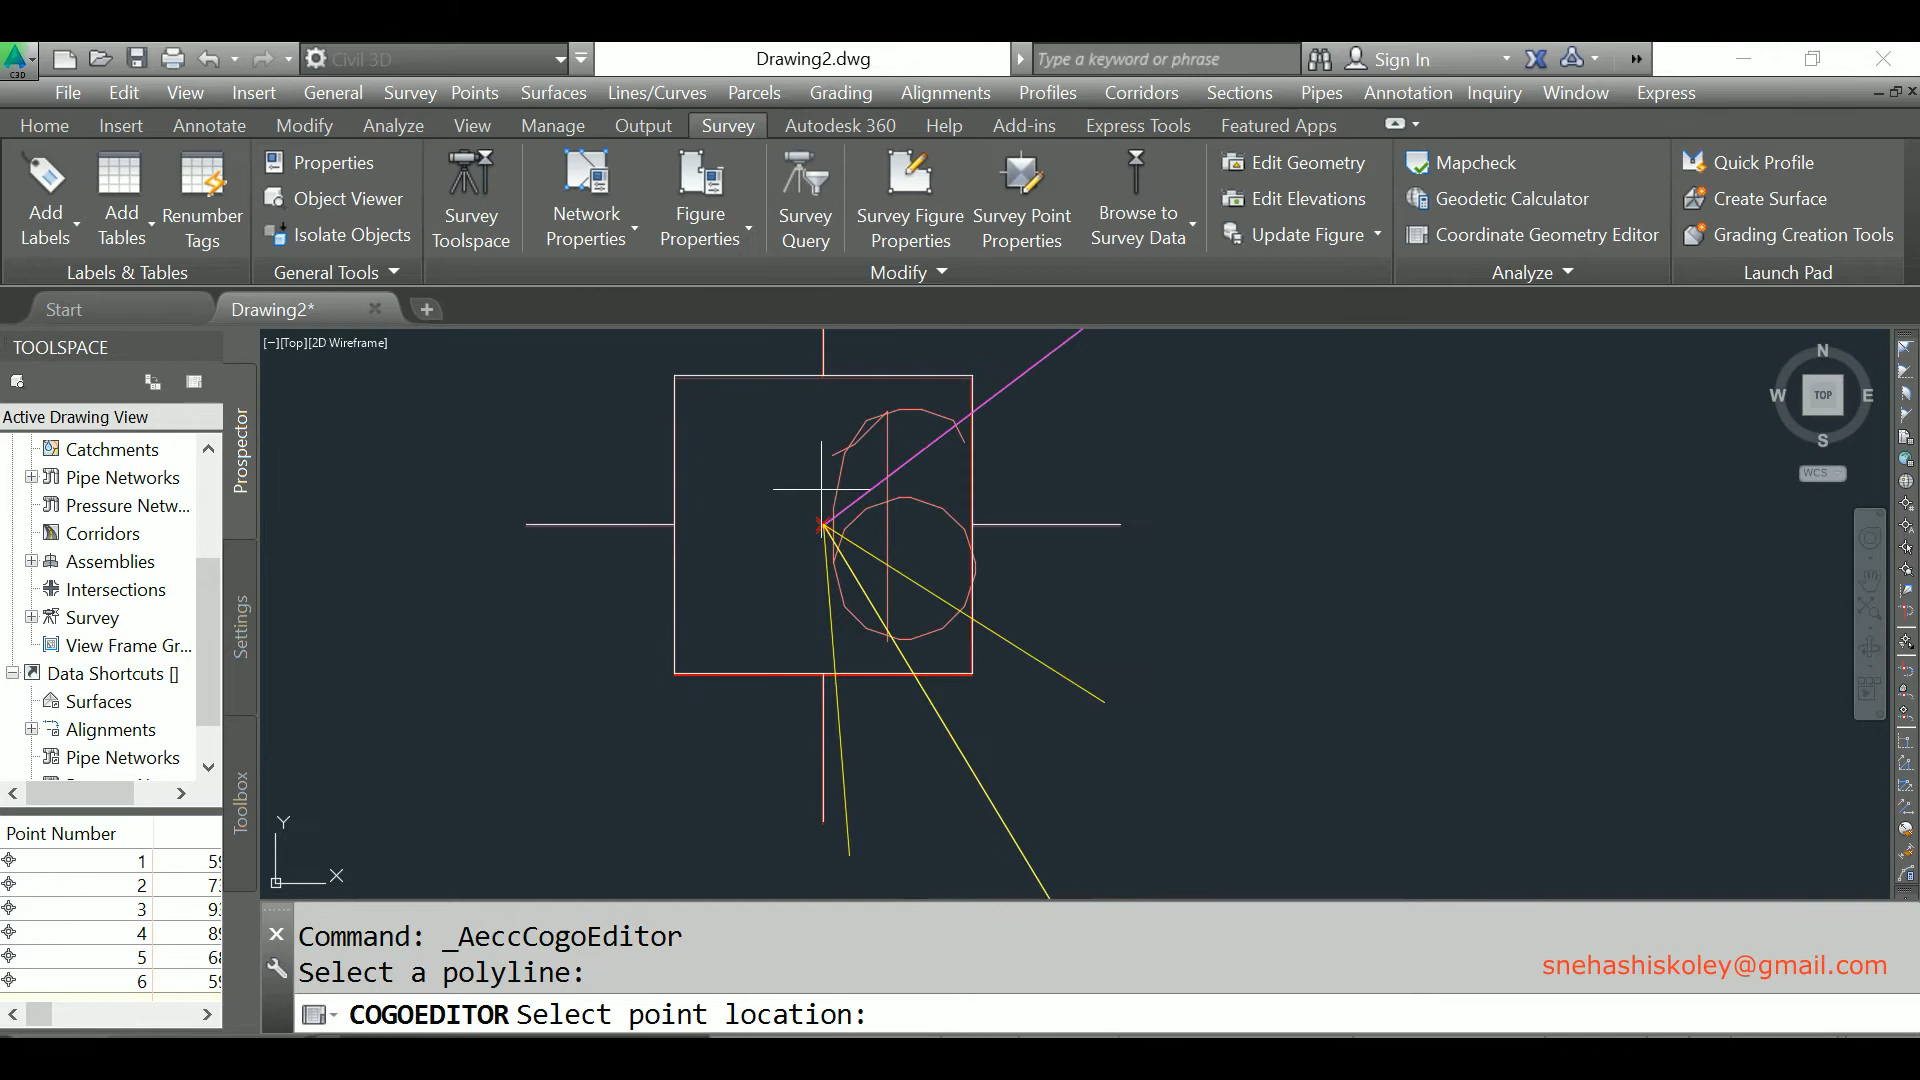 C3D
Civil 3D
Drawing2.dwg
Type a keyword or phrase
Sign In
File Edit View Insert General Survey Points Surfaces Lines/Curves Parcels Grading Alignments Profiles Corridors Sections Pipes Annotation Inquiry Window Express
Home Insert Annotate Modify Analyze View Manage Output Survey Autodesk 360 Help Add-ins Express Tools Featured Apps
Add Labels
Add Tables
Renumber Tags
Labels & Tables
Properties
Object Viewer
Isolate Objects
General Tools
Survey Toolspace
Network Properties
Figure Properties
Survey Query
Survey Figure Properties
Survey Point Properties
Browse to Survey Data
Edit Geometry
Edit Elevations
Update Figure
Modify
Mapcheck
Geodetic Calculator
Coordinate Geometry Editor
Analyze
Quick Profile
Create Surface
Grading Creation Tools
Launch Pad
Start
Drawing2*
TOOLSPACE
Active Drawing View
Catchments
Pipe Networks
Pressure Netw...
Corridors
Assemblies
Intersections
Survey
View Frame Gr...
Data Shortcuts []
Surfaces
Alignments
Pipe Networks
Prospector
Settings
Toolbox
Point Number
1
2
3
4
5
6
[−][Top][2D Wireframe]
N
W TOP E
S
WCS
6
Y
X
Command: _AeccCogoEditor
Select a polyline:
COGOEDITOR Select point location:
snehashiskoley@gmail.com